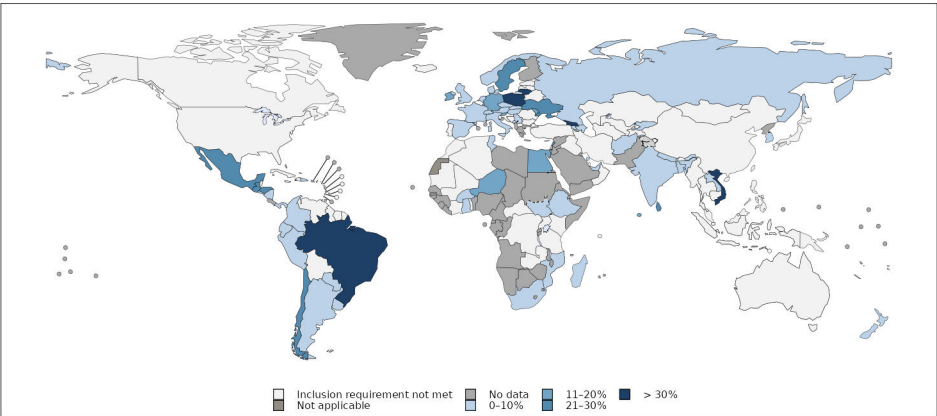 Inclusion requirement not met
Not applicable
No data
0–10%
11–20%
21–30%
> 30%